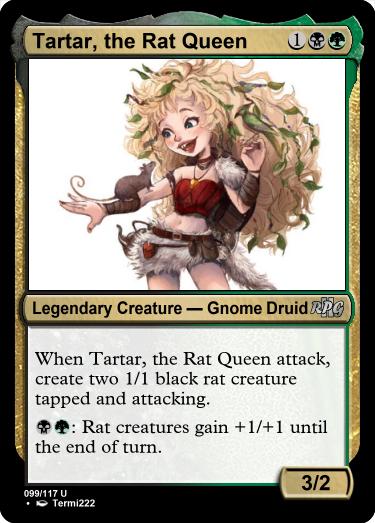 Tartar, the Rat Queen 1
Legendary Creature — Gnome Druid RPG
When Tartar, the Rat Queen attack,
create two 1/1 black rat creature
tapped and attacking.
: Rat creatures gain +1/+1 until
the end of turn.
3/2
099/117 U
• Termi222